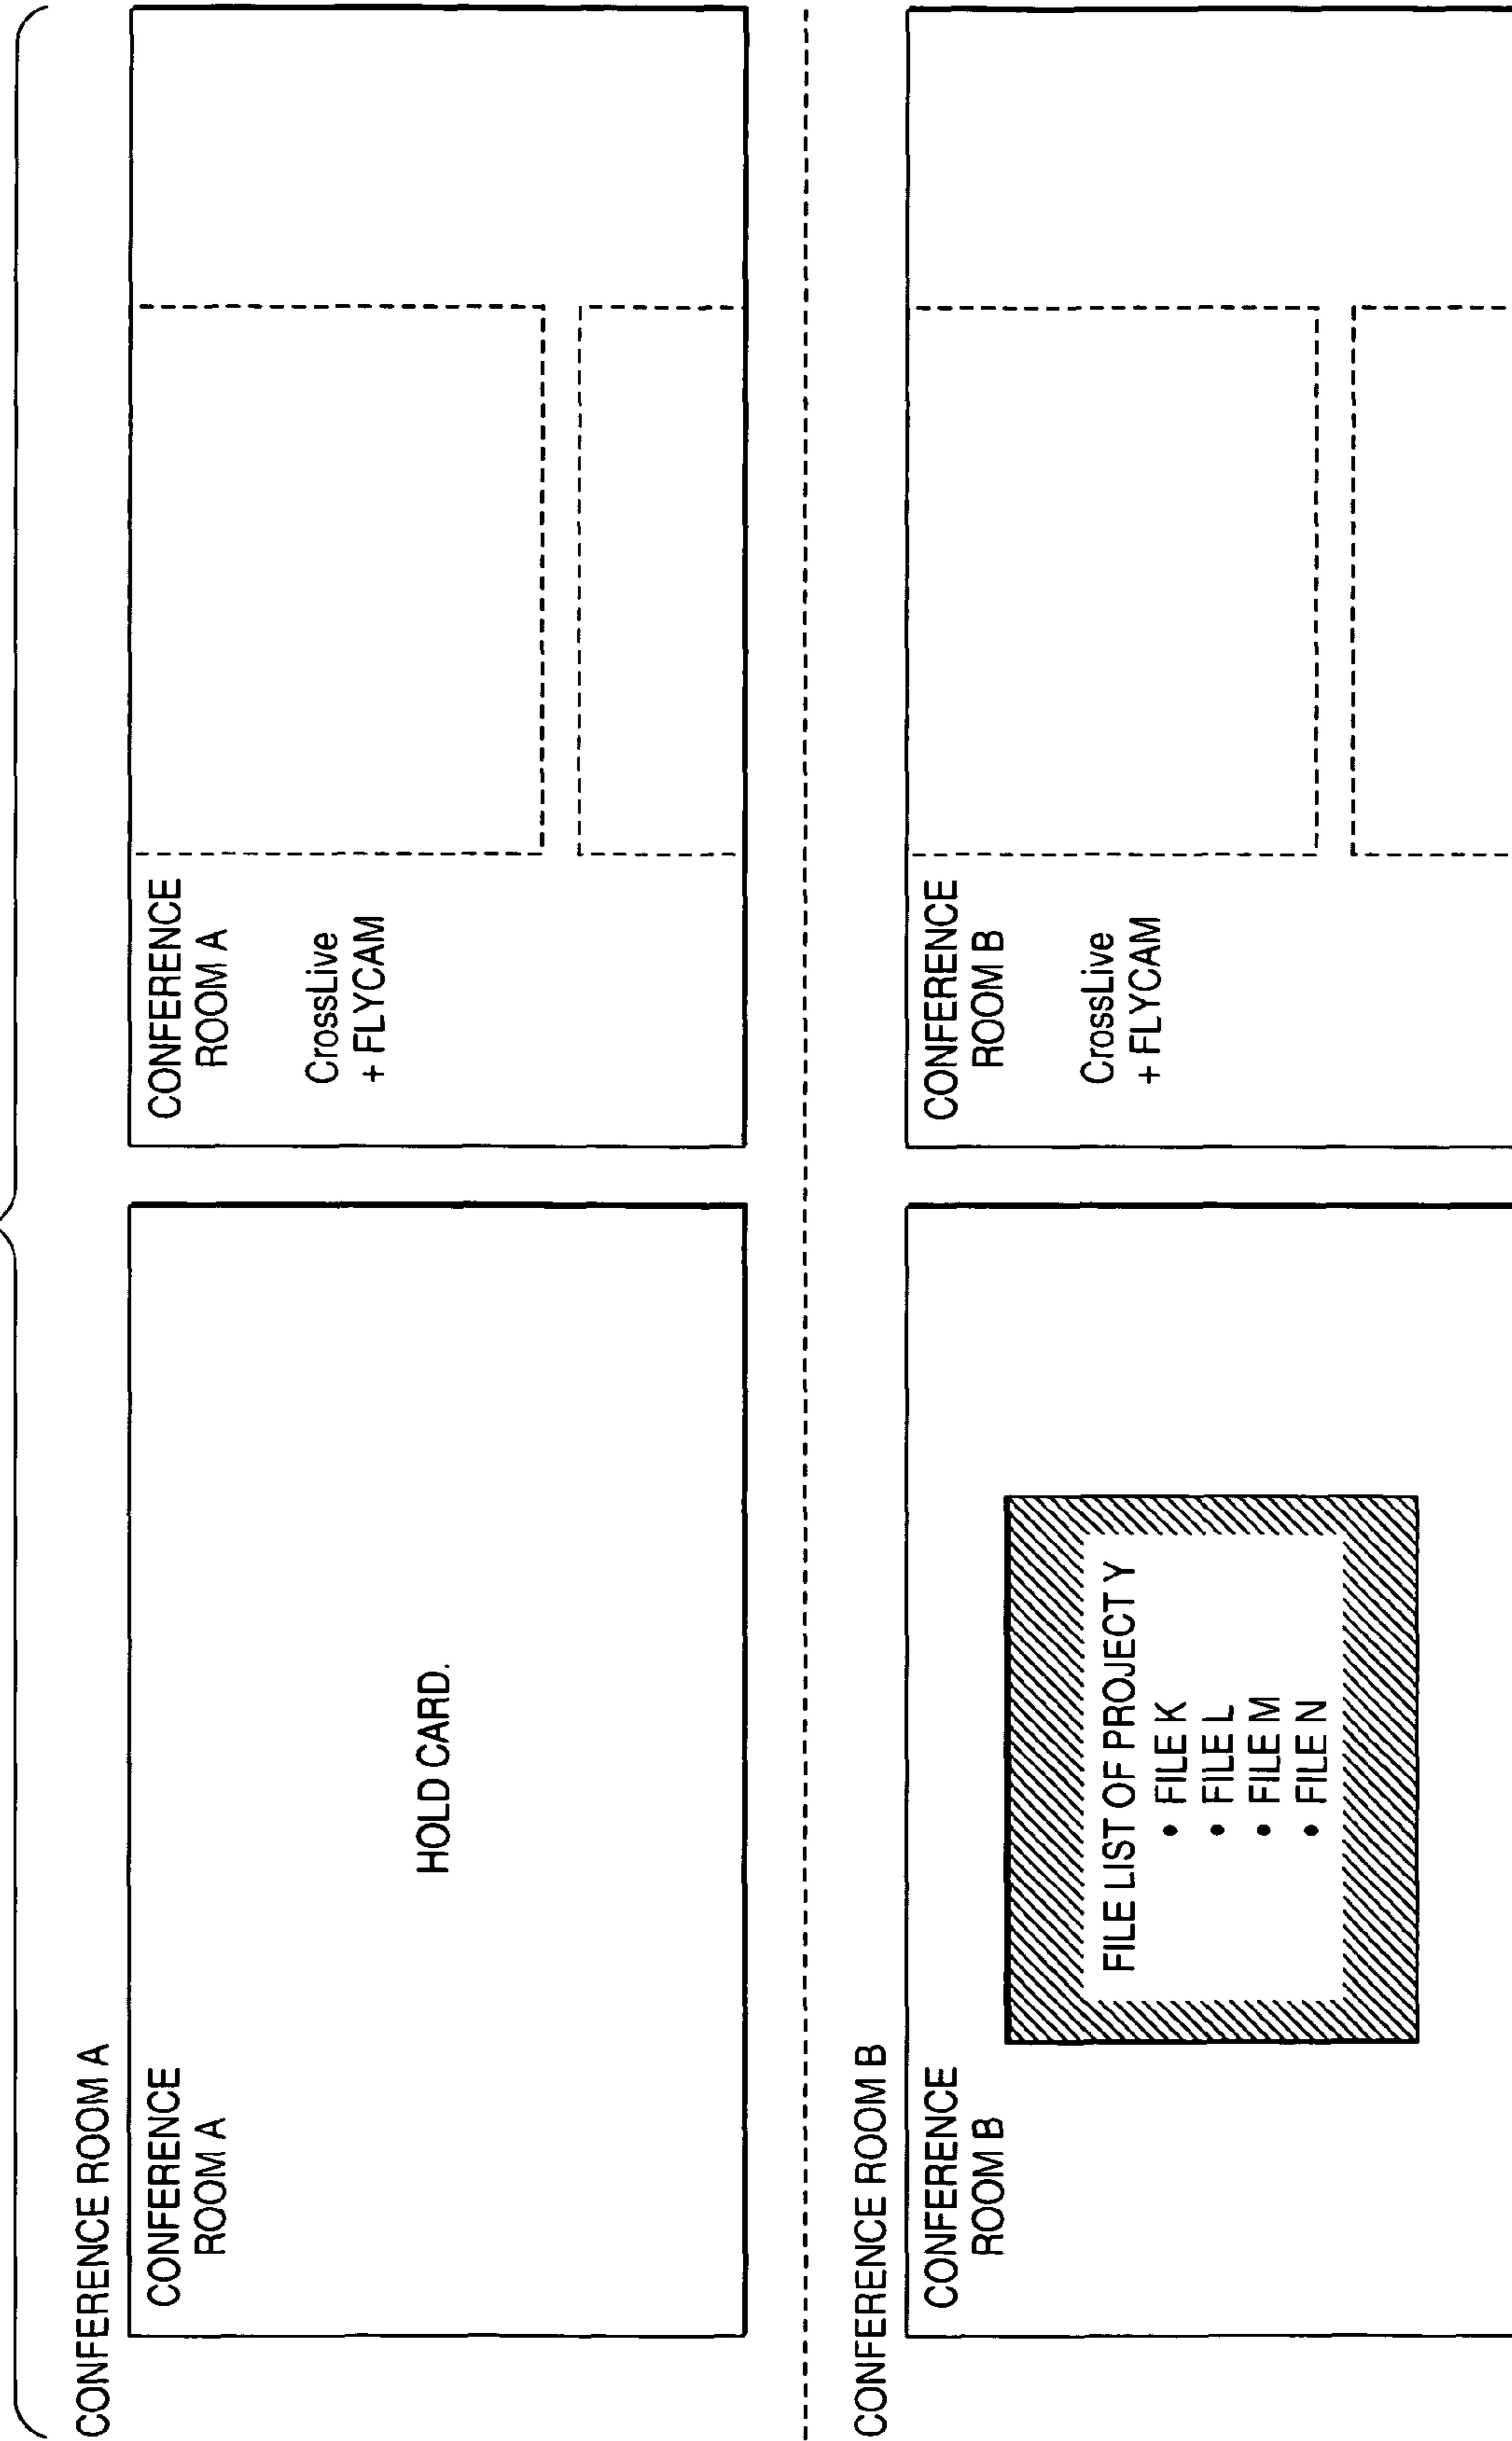 CONFERENCE ROOM A
CONFERENCE
ROOM A
HOLD CARD.
CONFERENCE
ROOM A
CrossLive
+ FLYCAM
CONFERENCE ROOM B
CONFERENCE
ROOM B
FILE LIST OF PROJECT Y
• FILE K
• FILE L
• FILE M
• FILE N
CONFERENCE
ROOM B
CrossLive
+ FLYCAM